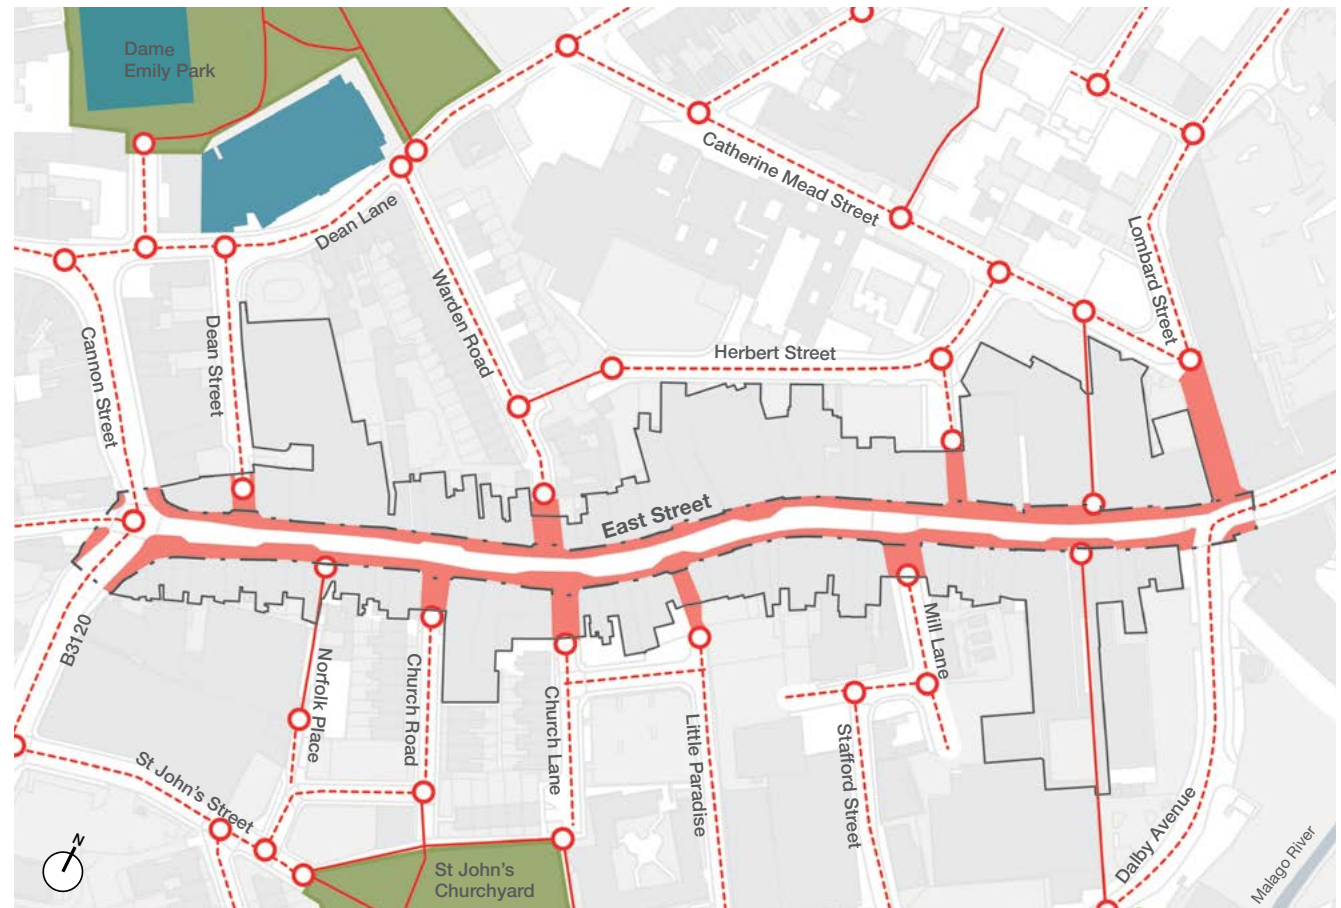 Dame
Emily Park
Catherine Mead Street
Dean Lane
Lombard Street
Warden Road
Dean Street
Cannon Street
Herbert Street
East Street
B3120
Norfolk Place
Church Road
Church Lane
Little Paradise
Mill Lane
Stafford Street
St John's Street
Dalby Avenue
Malago River
St John's
Churchyard
N